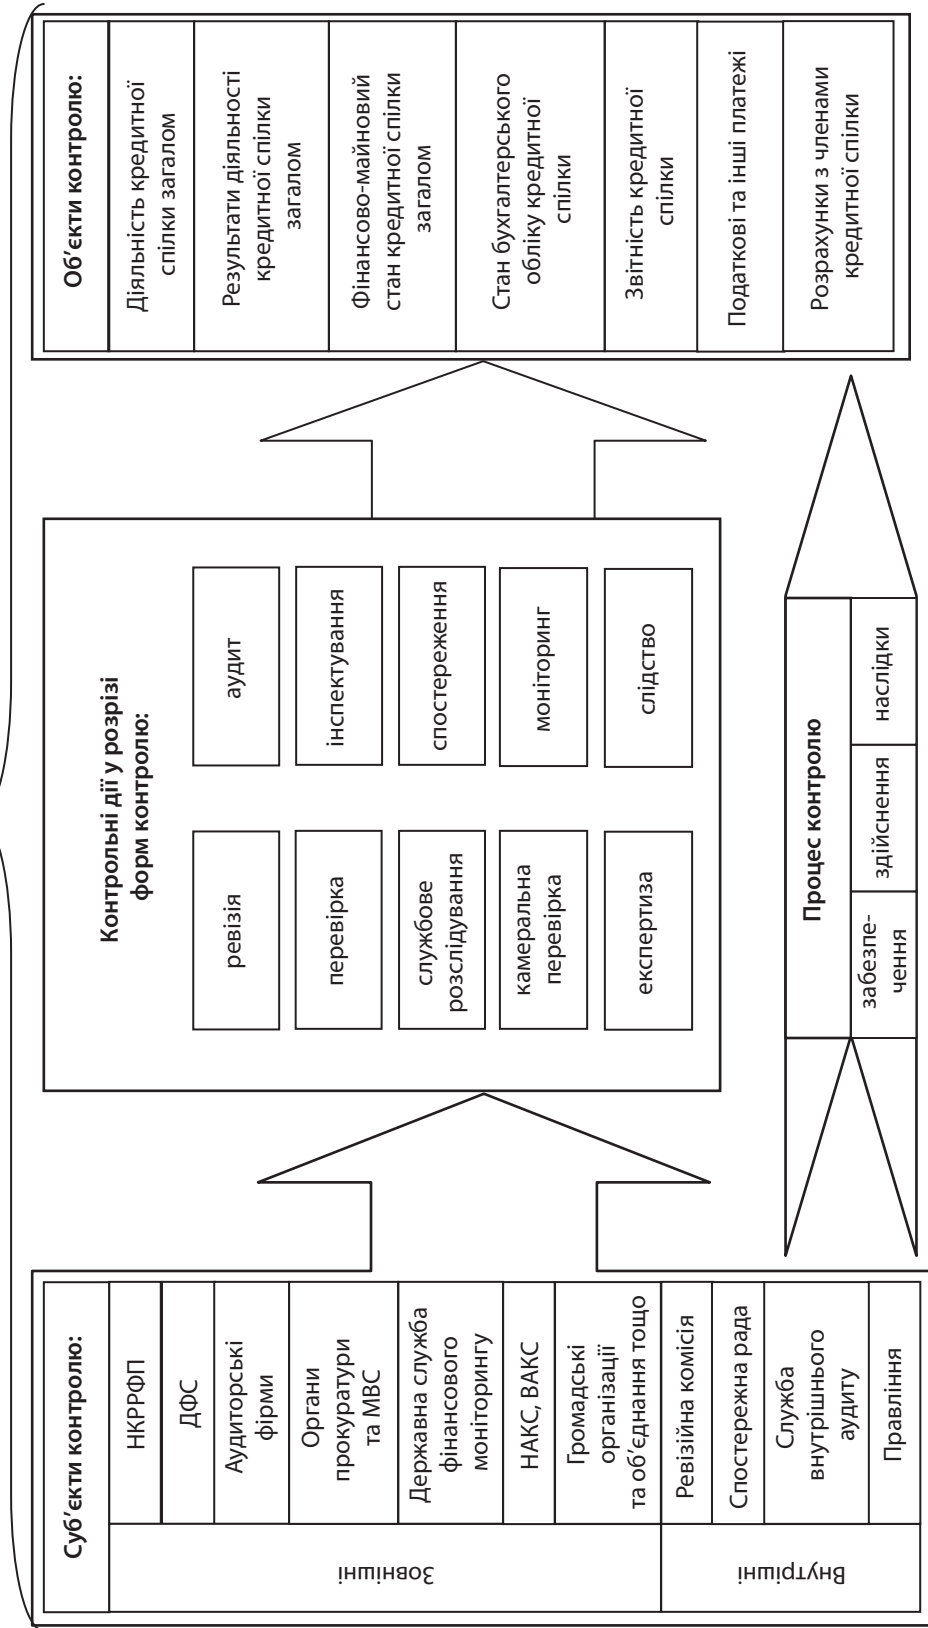 Суб’єкти контролю:
Зовнішні
НКРРФП
ДФС
Аудиторські
фірми
Органи
прокуратури
та МВС
Державна служба
фінансового
моніторингу
НАКС, ВАКС
Громадські
організації
та об’єднання тощо
Внутрішні
Ревізійна комісія
Спостережна рада
Служба
внутрішнього
аудиту
Правління
Контрольні дії у розрізі
форм контролю:
ревізія
аудит
перевірка
інспектування
службове
розслідування
спостереження
камеральна
перевірка
моніторинг
експертиза
слідство
Процес контролю
забезпе-
чення
здійснення
наслідки
Об’єкти контролю:
Діяльність кредитної
спілки загалом
Результати діяльності
кредитної спілки
загалом
Фінансово-майновий
стан кредитної спілки
загалом
Стан бухгалтерського
обліку кредитної
спілки
Звітність кредитної
спілки
Податкові та інші платежі
Розрахунки з членами
кредитної спілки